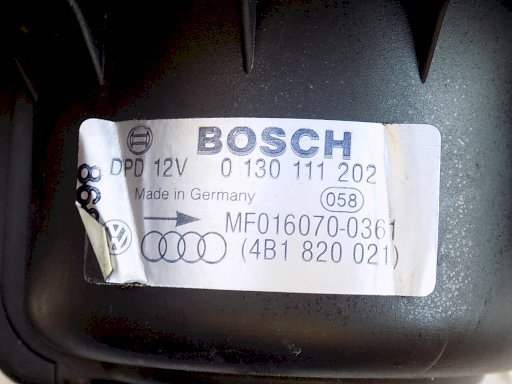 BOSCH
DPD 12V 0 130 111 202
Made in Germany 058
MF016070-0361
(4B1 820 021)